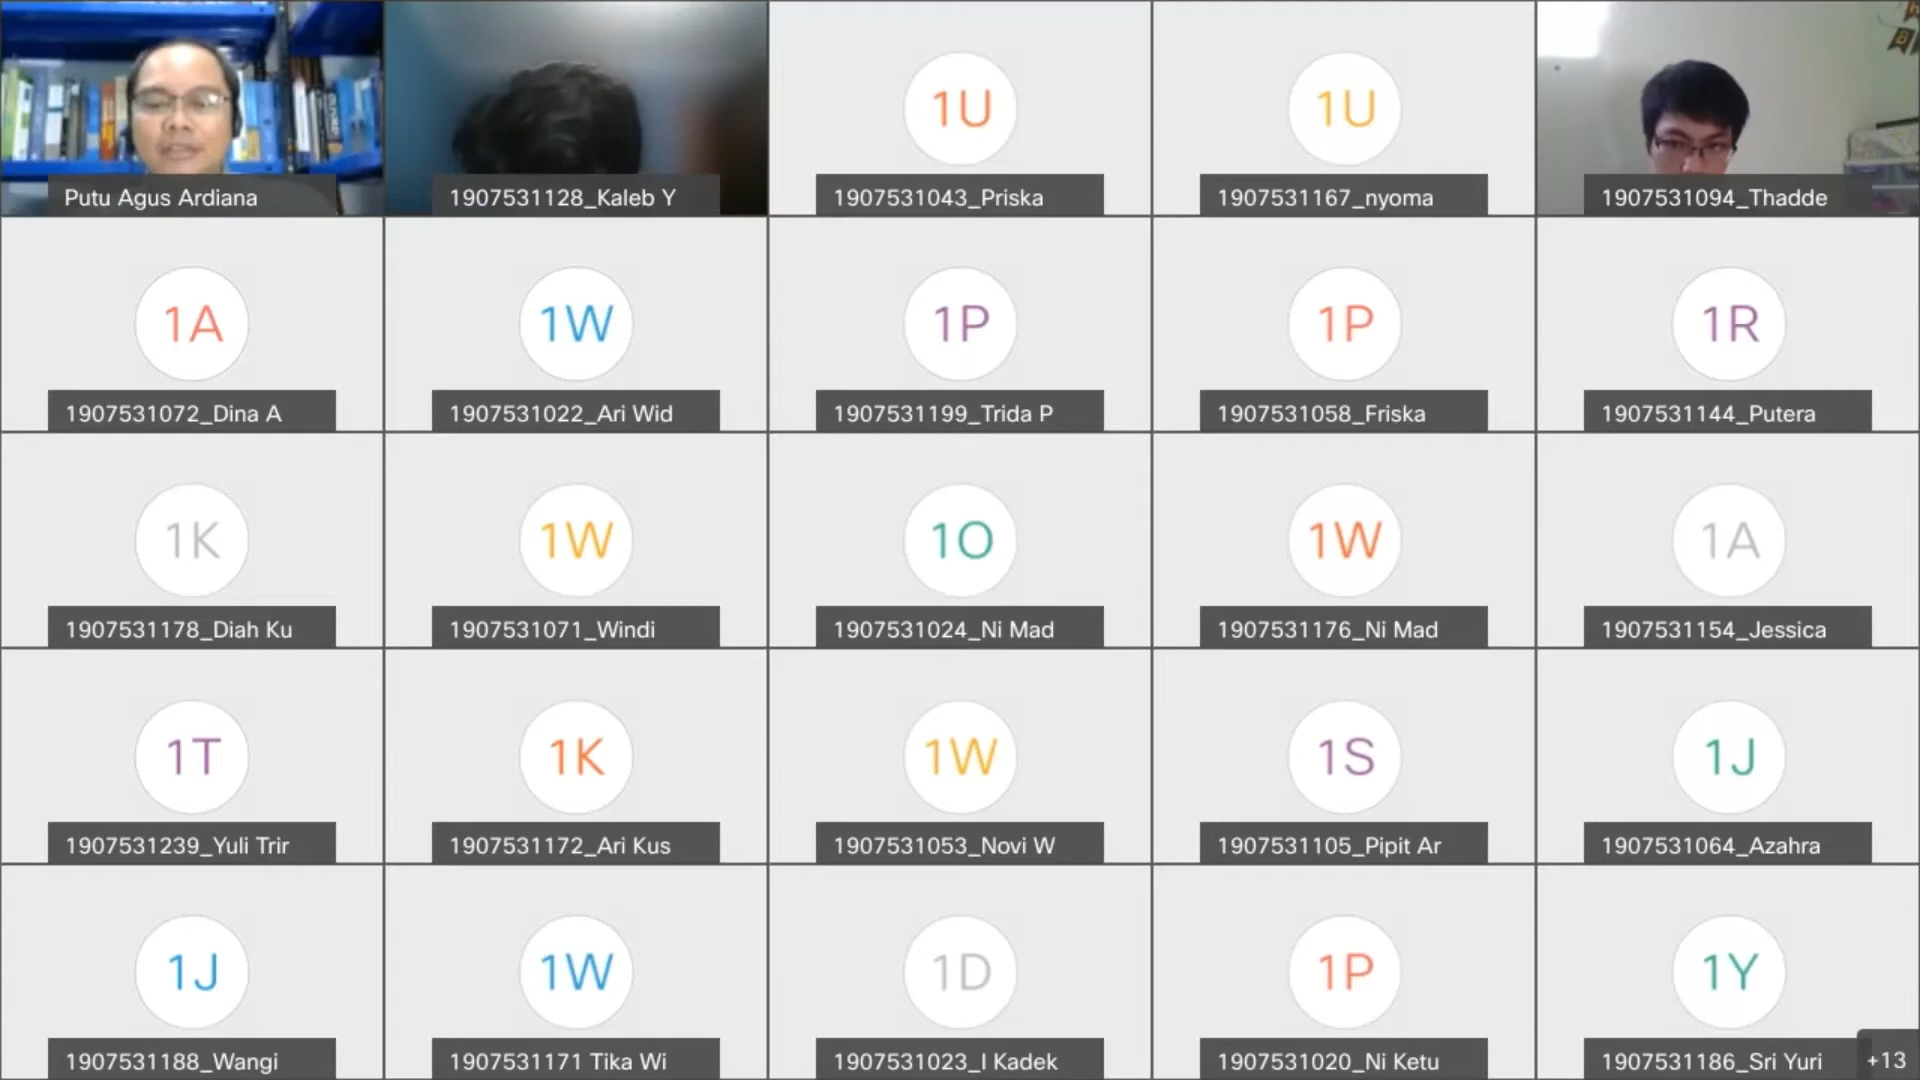 Putu Agus Ardiana
1907531128_Kaleb Y
1U
1907531043_Priska
1U
1907531167_nyoma
1907531094_Thadde
1A
1907531072_Dina A
1W
1907531022_Ari Wid
1P
1907531199_Trida P
1P
1907531058_Friska
1R
1907531144_Putera
1K
1907531178_Diah Ku
1W
1907531071_Windi
1O
1907531024_Ni Mad
1W
1907531176_Ni Mad
1A
1907531154_Jessica
1T
1907531239_Yuli Trir
1K
1907531172_Ari Kus
1W
1907531053_Novi W
1S
1907531105_Pipit Ar
1J
1907531064_Azahra
1J
1907531188_Wangi
1W
1907531171 Tika Wi
1D
1907531023_I Kadek
1P
1907531020_Ni Ketu
1Y
1907531186_Sri Yuri
+13